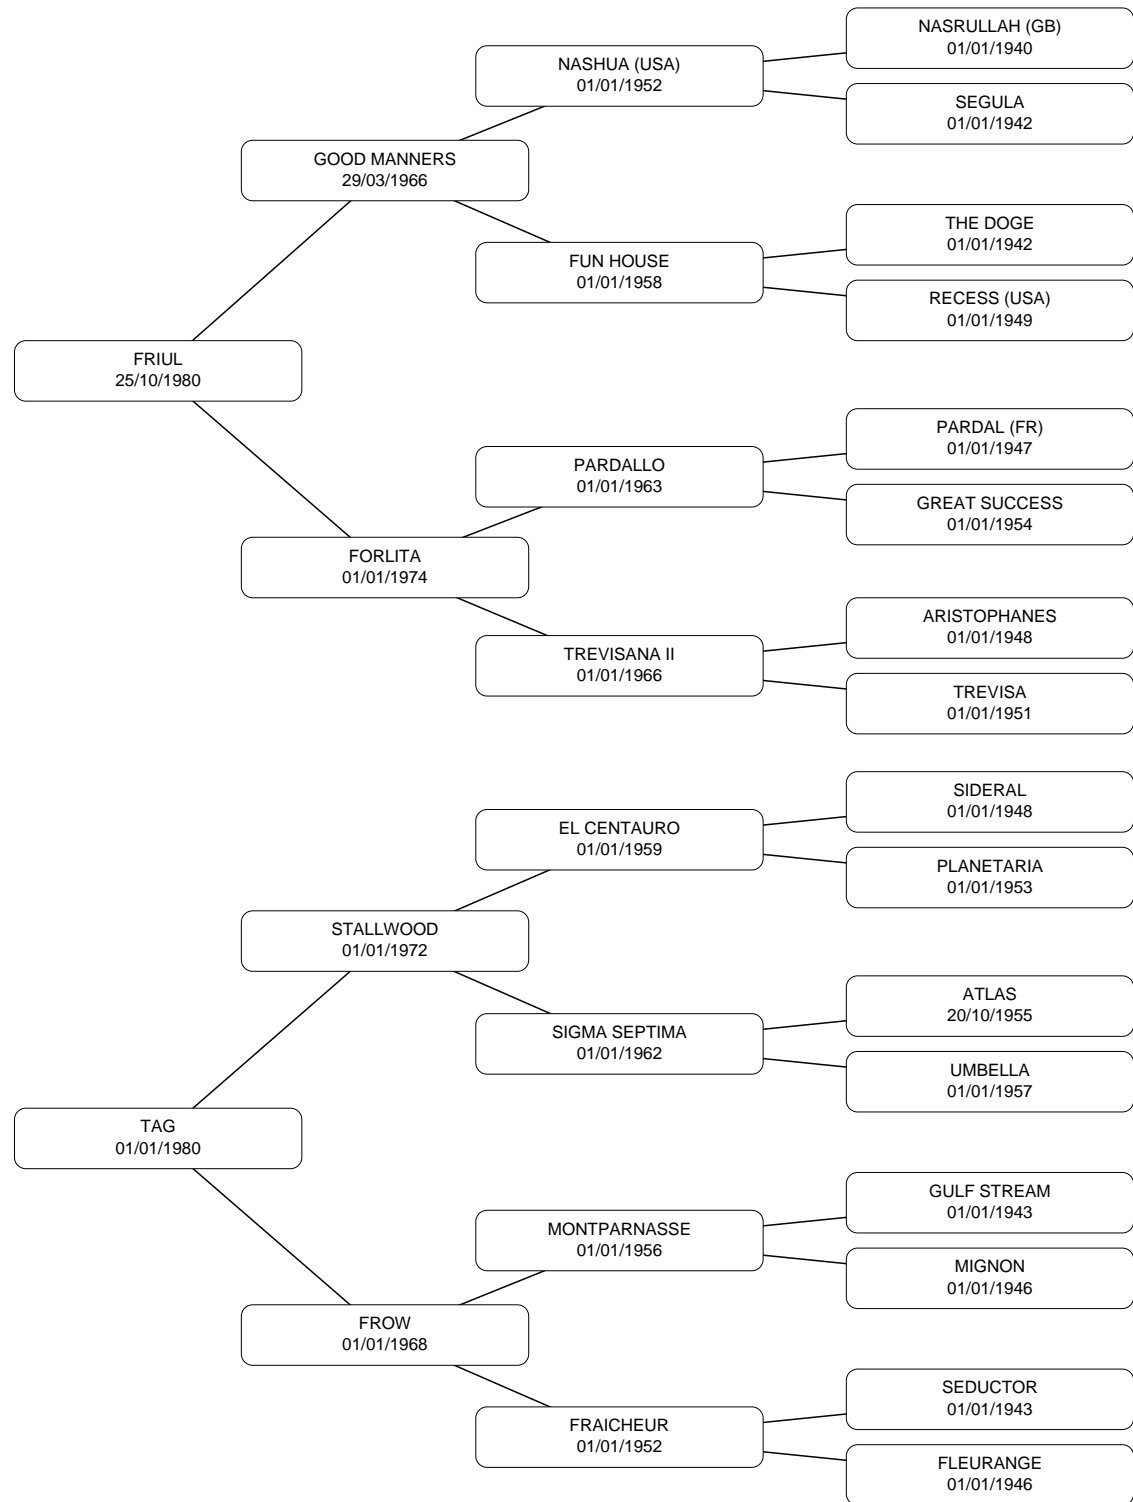 NASRULLAH (GB)
01/01/1940
NASHUA (USA)
01/01/1952
SEGULA
01/01/1942
GOOD MANNERS
29/03/1966
THE DOGE
01/01/1942
FUN HOUSE
01/01/1958
RECESS (USA)
01/01/1949
FRIUL
25/10/1980
PARDAL (FR)
01/01/1947
PARDALLO
01/01/1963
GREAT SUCCESS
01/01/1954
FORLITA
01/01/1974
ARISTOPHANES
01/01/1948
TREVISANA II
01/01/1966
TREVISA
01/01/1951
SIDERAL
01/01/1948
EL CENTAURO
01/01/1959
PLANETARIA
01/01/1953
STALLWOOD
01/01/1972
ATLAS
20/10/1955
SIGMA SEPTIMA
01/01/1962
UMBELLA
01/01/1957
TAG
01/01/1980
GULF STREAM
01/01/1943
MONTPARNASSE
01/01/1956
MIGNON
01/01/1946
FROW
01/01/1968
SEDUCTOR
01/01/1943
FRAICHEUR
01/01/1952
FLEURANGE
01/01/1946